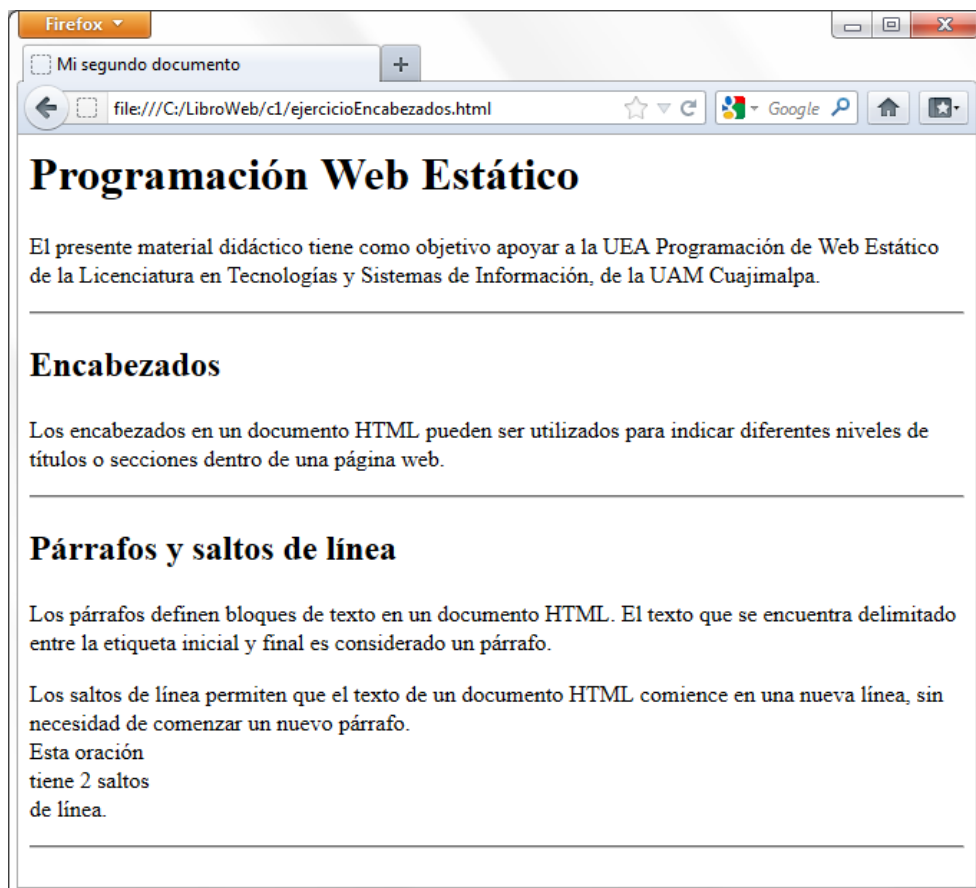 Firefox
Mi segundo documento
file:///C:/LibroWeb/c1/ejercicioEncabezados.html
Google
Programación Web Estático
El presente material didáctico tiene como objetivo apoyar a la UEA Programación de Web Estático
de la Licenciatura en Tecnologías y Sistemas de Información, de la UAM Cuajimalpa.
Encabezados
Los encabezados en un documento HTML pueden ser utilizados para indicar diferentes niveles de
títulos o secciones dentro de una página web.
Párrafos y saltos de línea
Los párrafos definen bloques de texto en un documento HTML. El texto que se encuentra delimitado
entre la etiqueta inicial y final es considerado un párrafo.
Los saltos de línea permiten que el texto de un documento HTML comience en una nueva línea, sin
necesidad de comenzar un nuevo párrafo.
Esta oración
tiene 2 saltos
de línea.